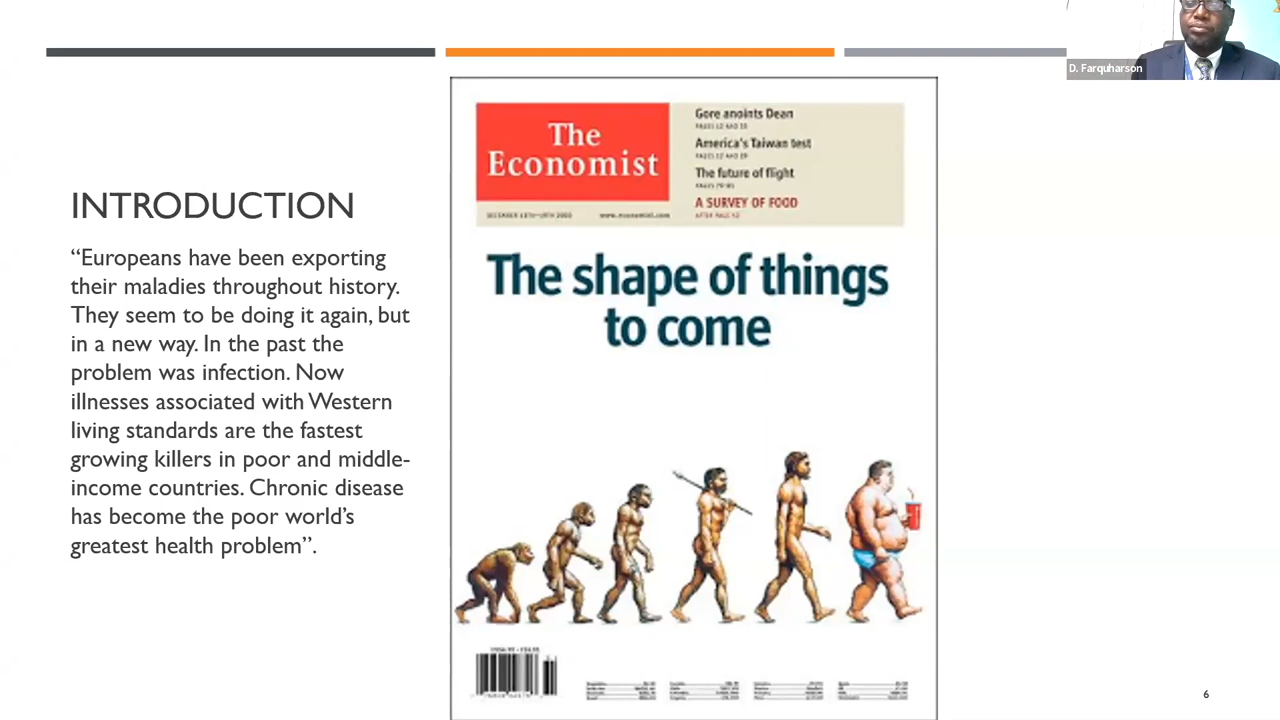 D. Farquharson
The
Economist
Gore anoints Dean
America's Taiwan test
The future of flight
A SURVEY OF FOOD
www.economist.com
The shape of things
to come
INTRODUCTION
“Europeans have been exporting
their maladies throughout history.
They seem to be doing it again, but
in a new way. In the past the
problem was infection. Now
illnesses associated with Western
living standards are the fastest
growing killers in poor and middle-
income countries. Chronic disease
has become the poor world’s
greatest health problem”.
6